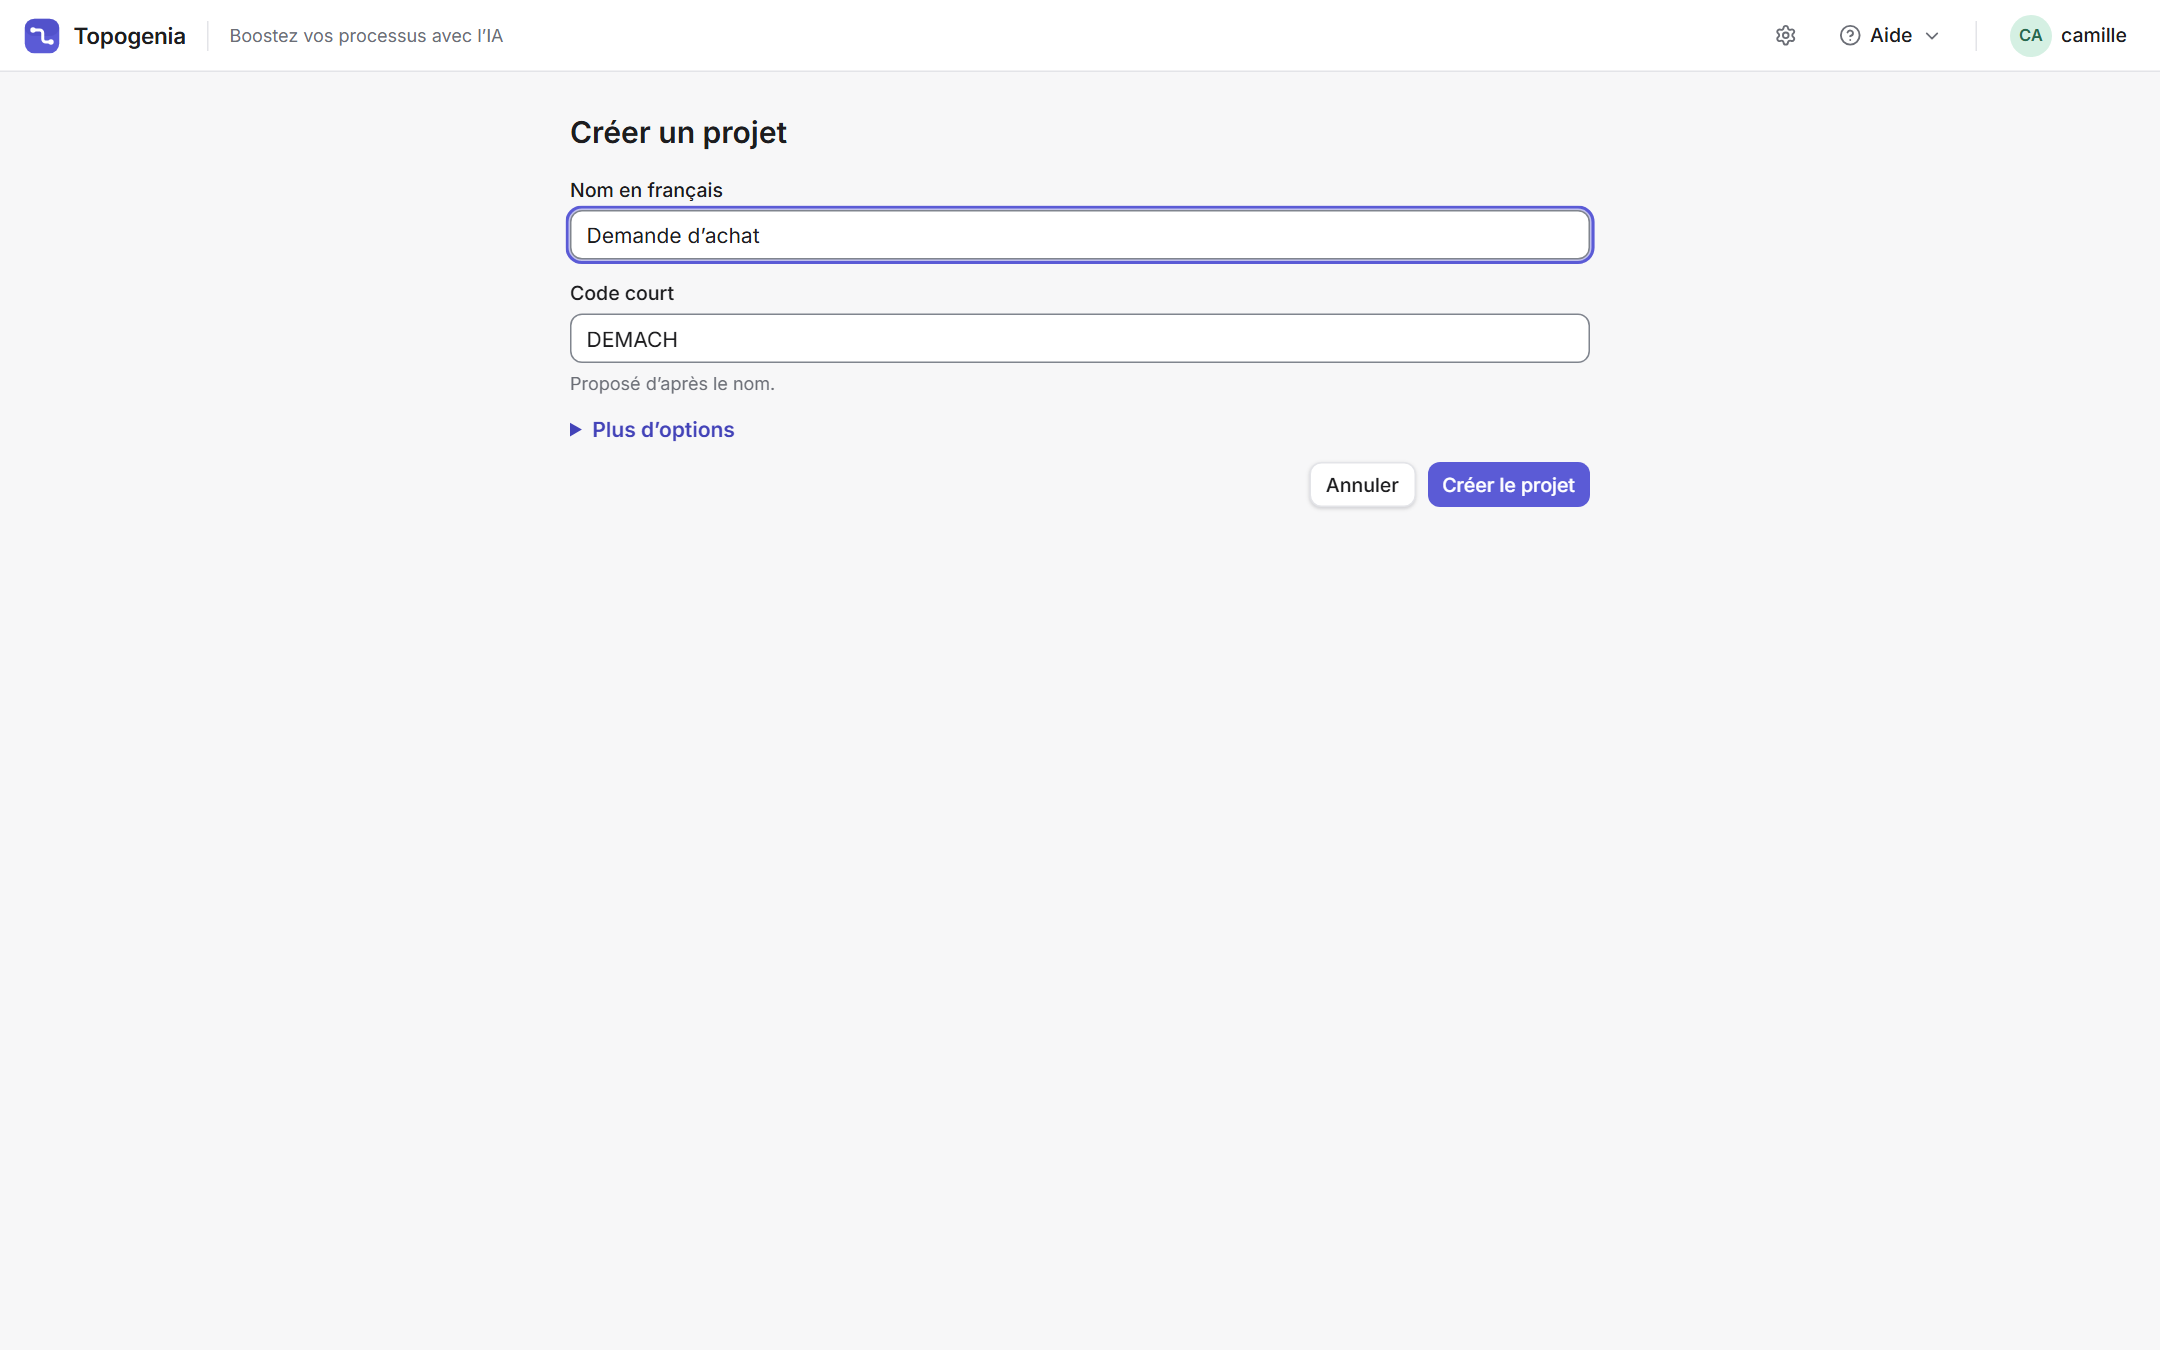 Topogenia
Boostez vos processus avec l’IA
Aide
CA
camille
Créer un projet
Nom en français
Demande d’achat
Code court
DEMACH
Proposé d’après le nom.
Plus d’options
Annuler
Créer le projet